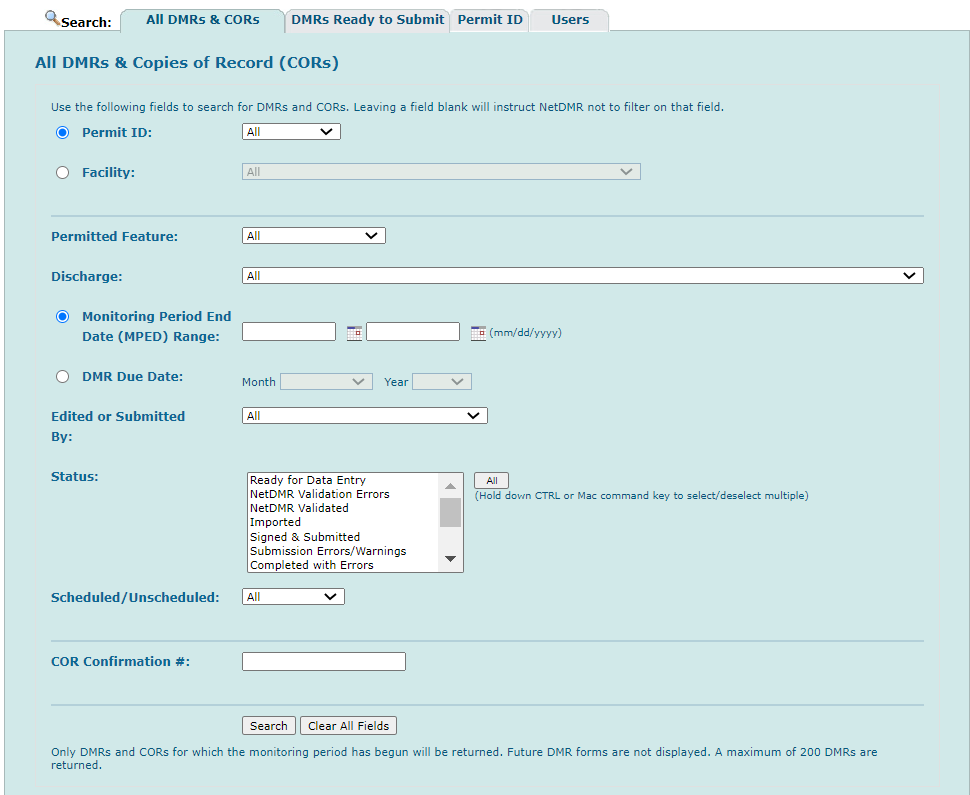 Search: All DMRs & CORs DMRs Ready to Submit Permit ID Users
All DMRs & Copies of Record (CORs)
Use the following fields to search for DMRs and CORs. Leaving a field blank will instruct NetDMR not to filter on that field.
Permit ID: All
Facility: All
Permitted Feature: All
Discharge: All
Monitoring Period End
Date (MPED) Range: (mm/dd/yyyy)
DMR Due Date: Month Year
Edited or Submitted All
By:
Status: Ready for Data Entry All
NetDMR Validation Errors (Hold down CTRL or Mac command key to select/deselect multiple)
NetDMR Validated
Imported
Signed & Submitted
Submission Errors/Warnings
Completed with Errors
Scheduled/Unscheduled: All
COR Confirmation #:
Search Clear All Fields
Only DMRs and CORs for which the monitoring period has begun will be returned. Future DMR forms are not displayed. A maximum of 200 DMRs are
returned.